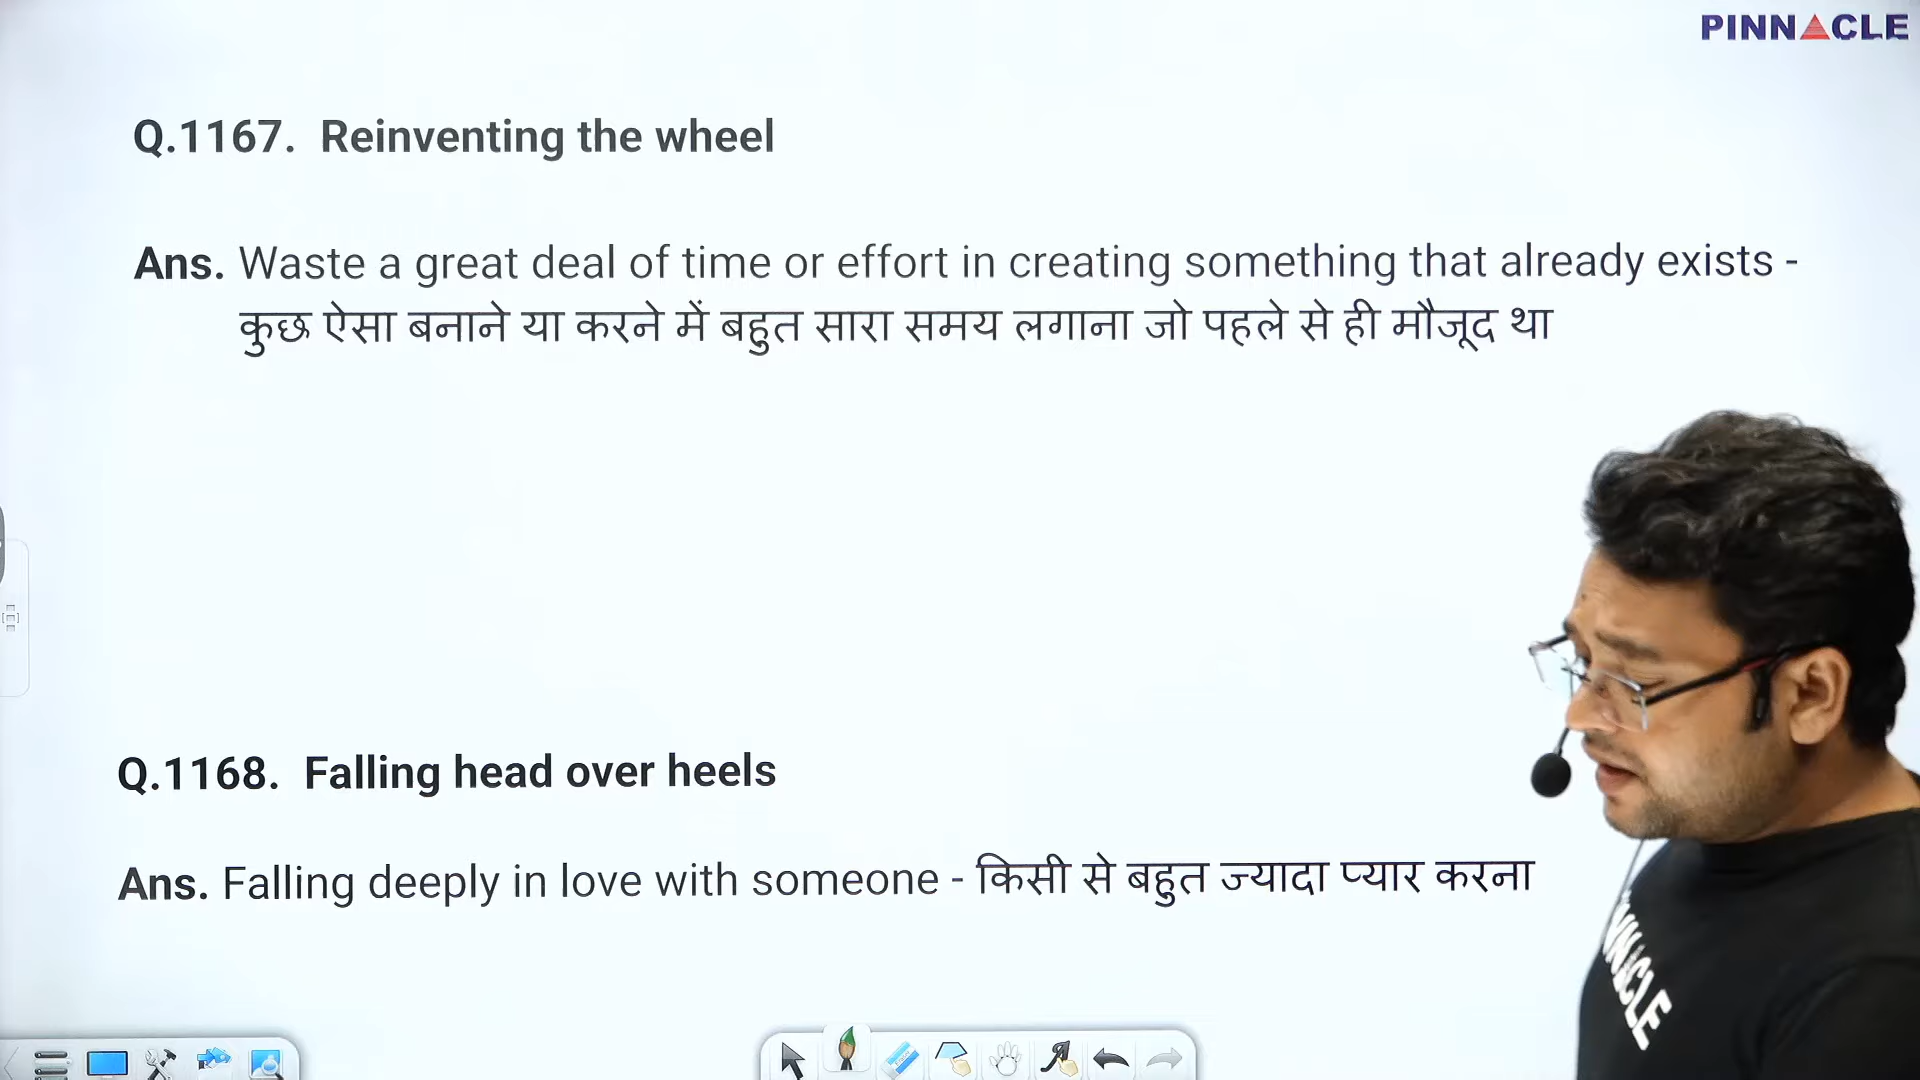 PINNACLE
Q.1167. Reinventing the wheel
Ans. Waste a great deal of time or effort in creating something that already exists -
कुछ ऐसा बनाने या करने में बहुत सारा समय लगाना जो पहले से ही मौजूद था
Q.1168. Falling head over heels
Ans. Falling deeply in love with someone - किसी से बहुत ज्यादा प्यार करना